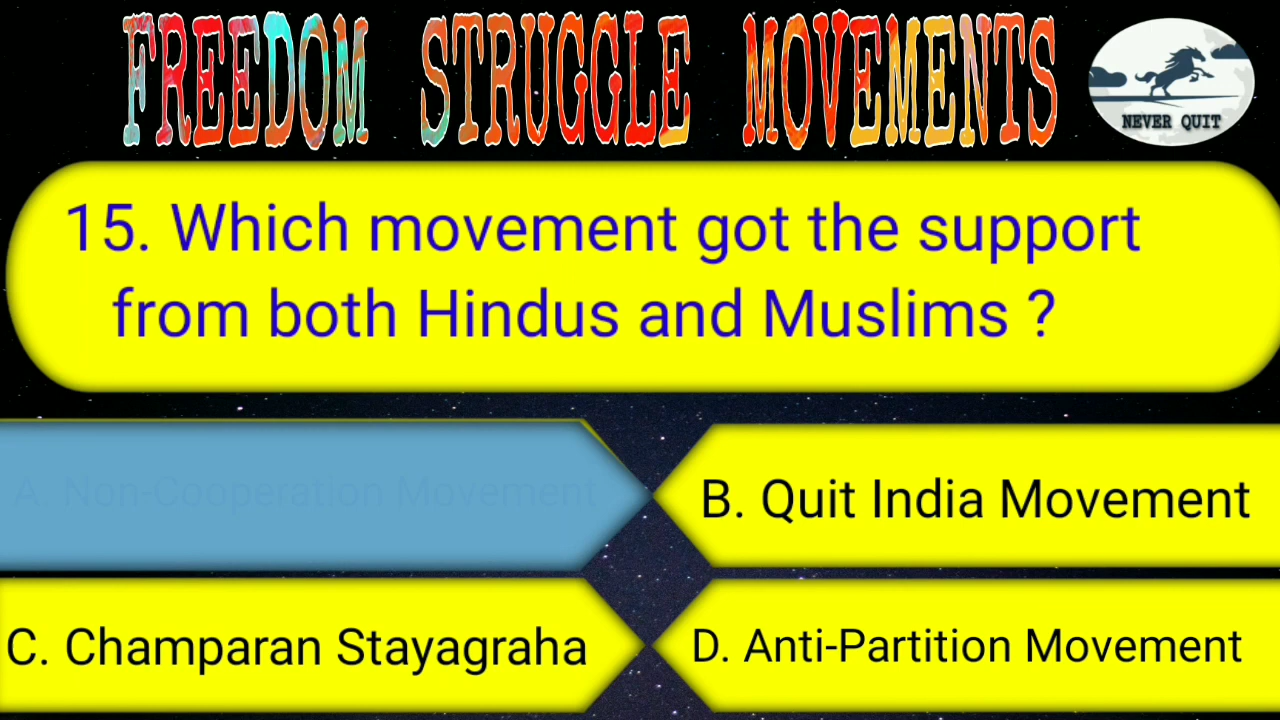 FREEDOM STRUGGLE MOVEMENTS
NEVER QUIT
15. Which movement got the support
from both Hindus and Muslims ?
A. Non-Cooperation Movement
B. Quit India Movement
C. Champaran Stayagraha
D. Anti-Partition Movement